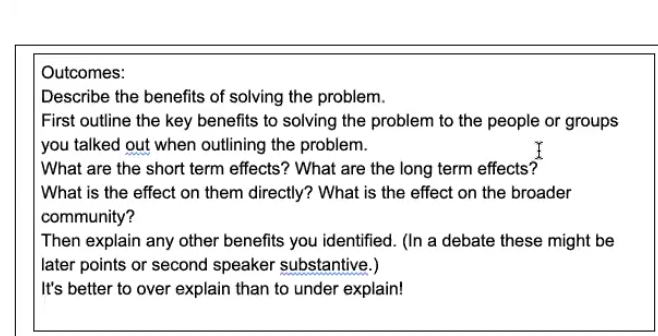 Outcomes:
Describe the benefits of solving the problem.
First outline the key benefits to solving the problem to the people or groups
you talked out when outlining the problem.
What are the short term effects? What are the long term effects?
What is the effect on them directly? What is the effect on the broader
community?
Then explain any other benefits you identified. (In a debate these might be
later points or second speaker substantive.)
It's better to over explain than to under explain!